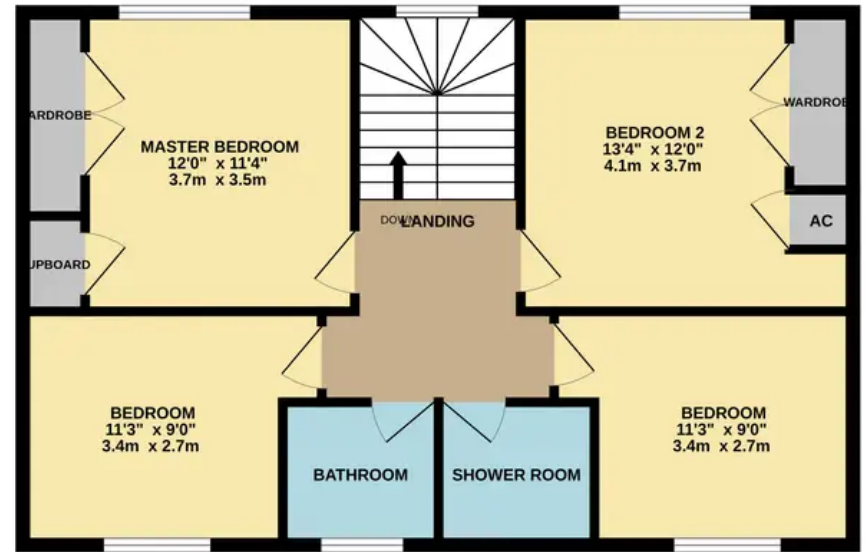 ARDROBE
MASTER BEDROOM
12'0" x 11'4"
3.7m x 3.5m
UPBOARD
DOWN
LANDING
BEDROOM 2
13'4" x 12'0"
4.1m x 3.7m
WARDROBE
AC
BEDROOM
11'3" x 9'0"
3.4m x 2.7m
BATHROOM
SHOWER ROOM
BEDROOM
11'3" x 9'0"
3.4m x 2.7m